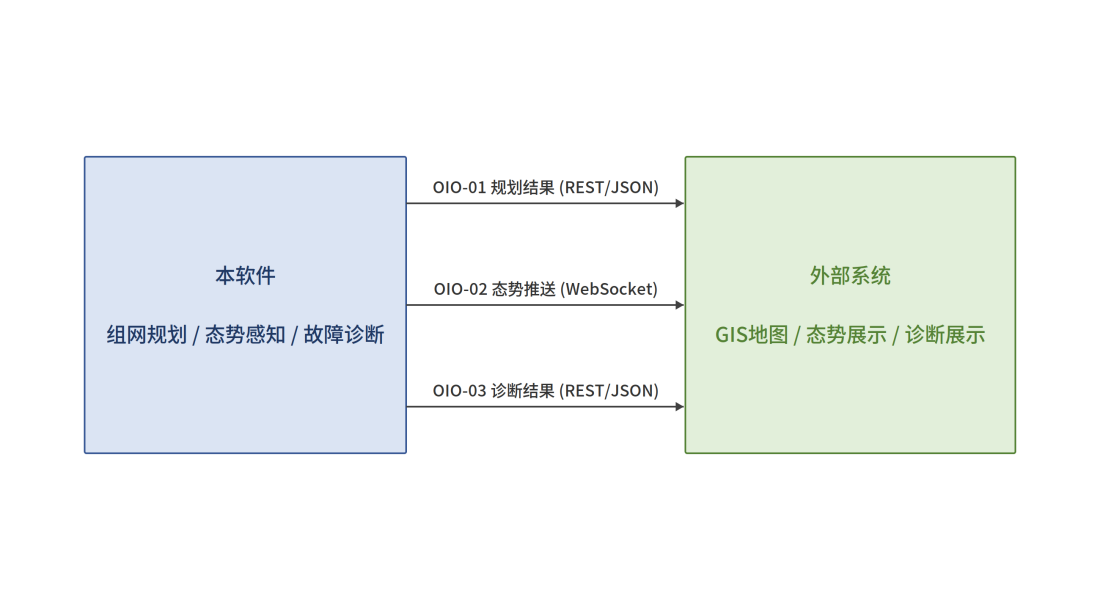 OIO-01 规划结果 (REST/JSON)
本软件
外部系统
OIO-02 态势推送 (WebSocket)
组网规划 / 态势感知 / 故障诊断
GIS地图 / 态势展示 / 诊断展示
OIO-03 诊断结果 (REST/JSON)